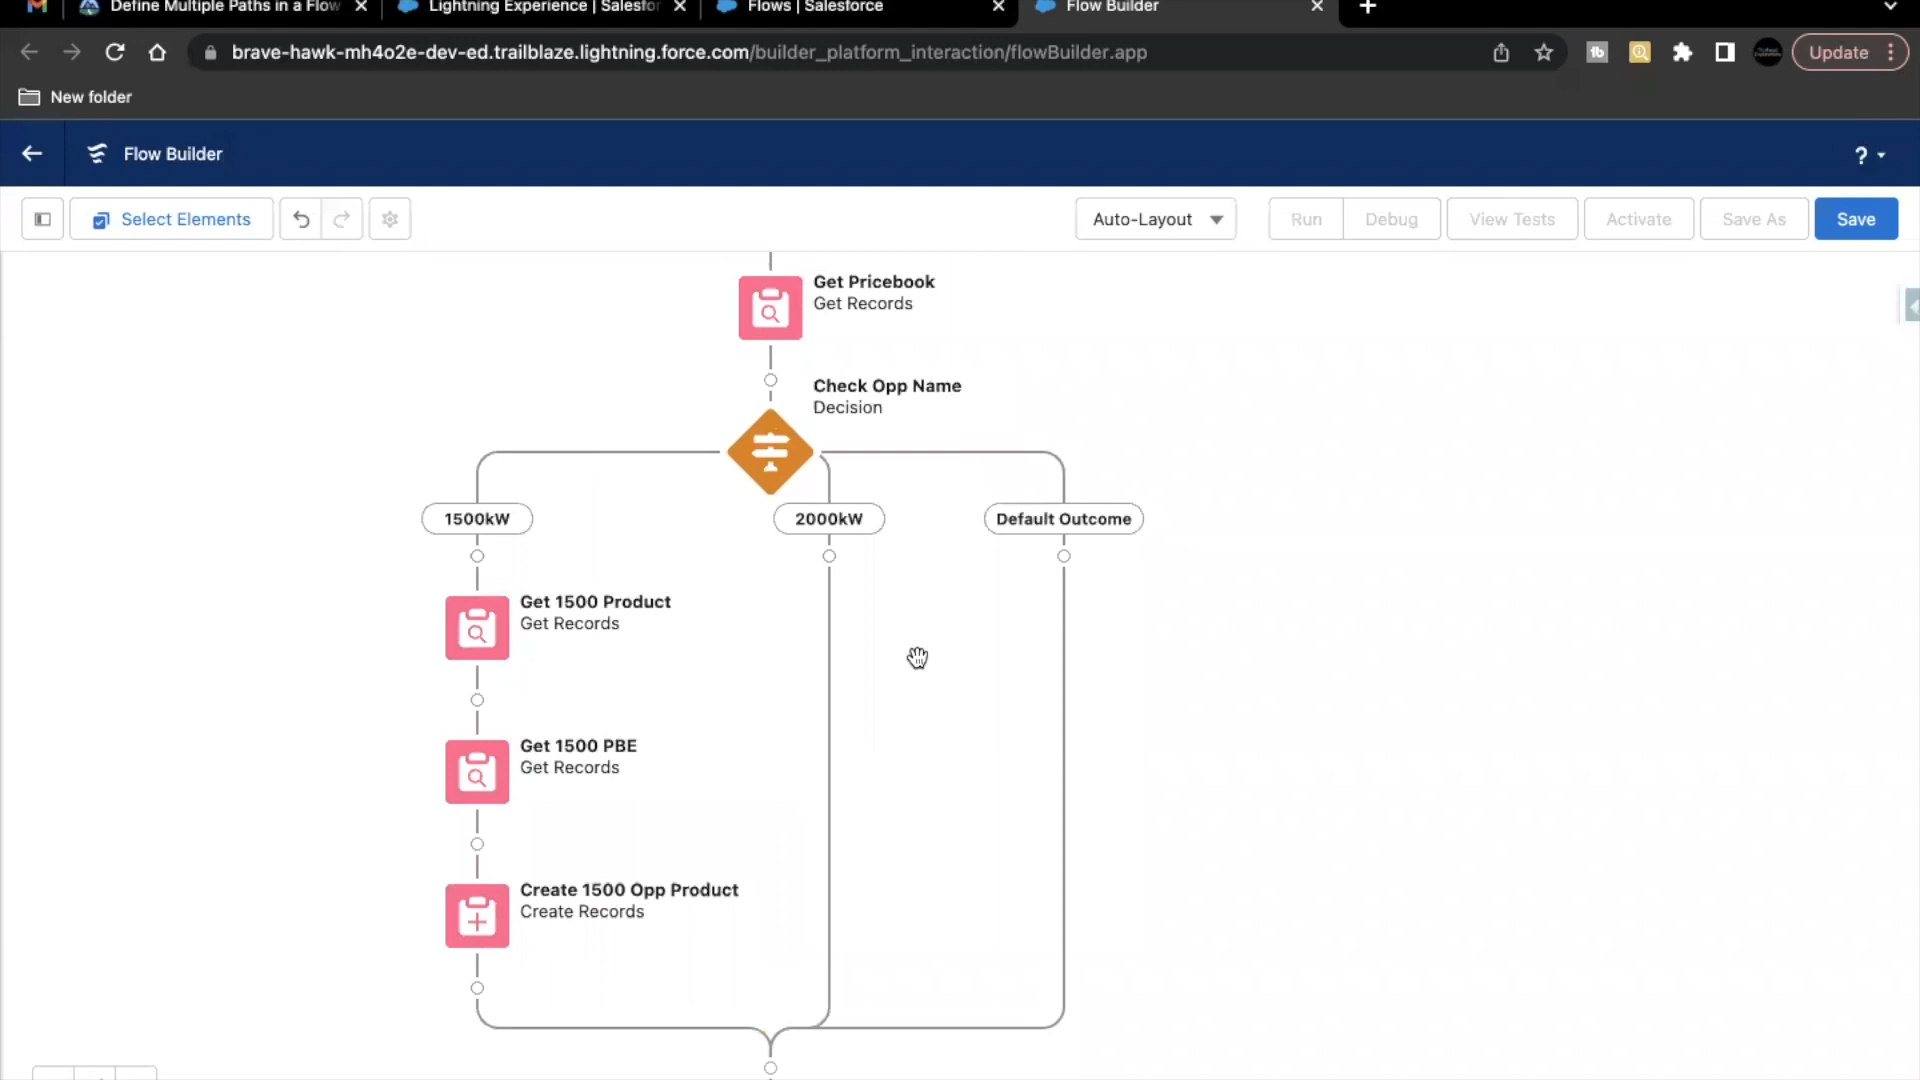 Define Multiple Paths in a Flow
Lightning Experience | Salesfor
Flows | Salesforce
Flow Builder
brave-hawk-mh4o2e-dev-ed.trailblaze.lightning.force.com/builder_platform_interaction/flowBuilder.app
Update
New folder
Flow Builder
?
Select Elements
Auto-Layout
Run
Debug
View Tests
Activate
Save As
Save
Get Pricebook
Get Records
Check Opp Name
Decision
1500kW
2000kW
Default Outcome
Get 1500 Product
Get Records
Get 1500 PBE
Get Records
Create 1500 Opp Product
Create Records